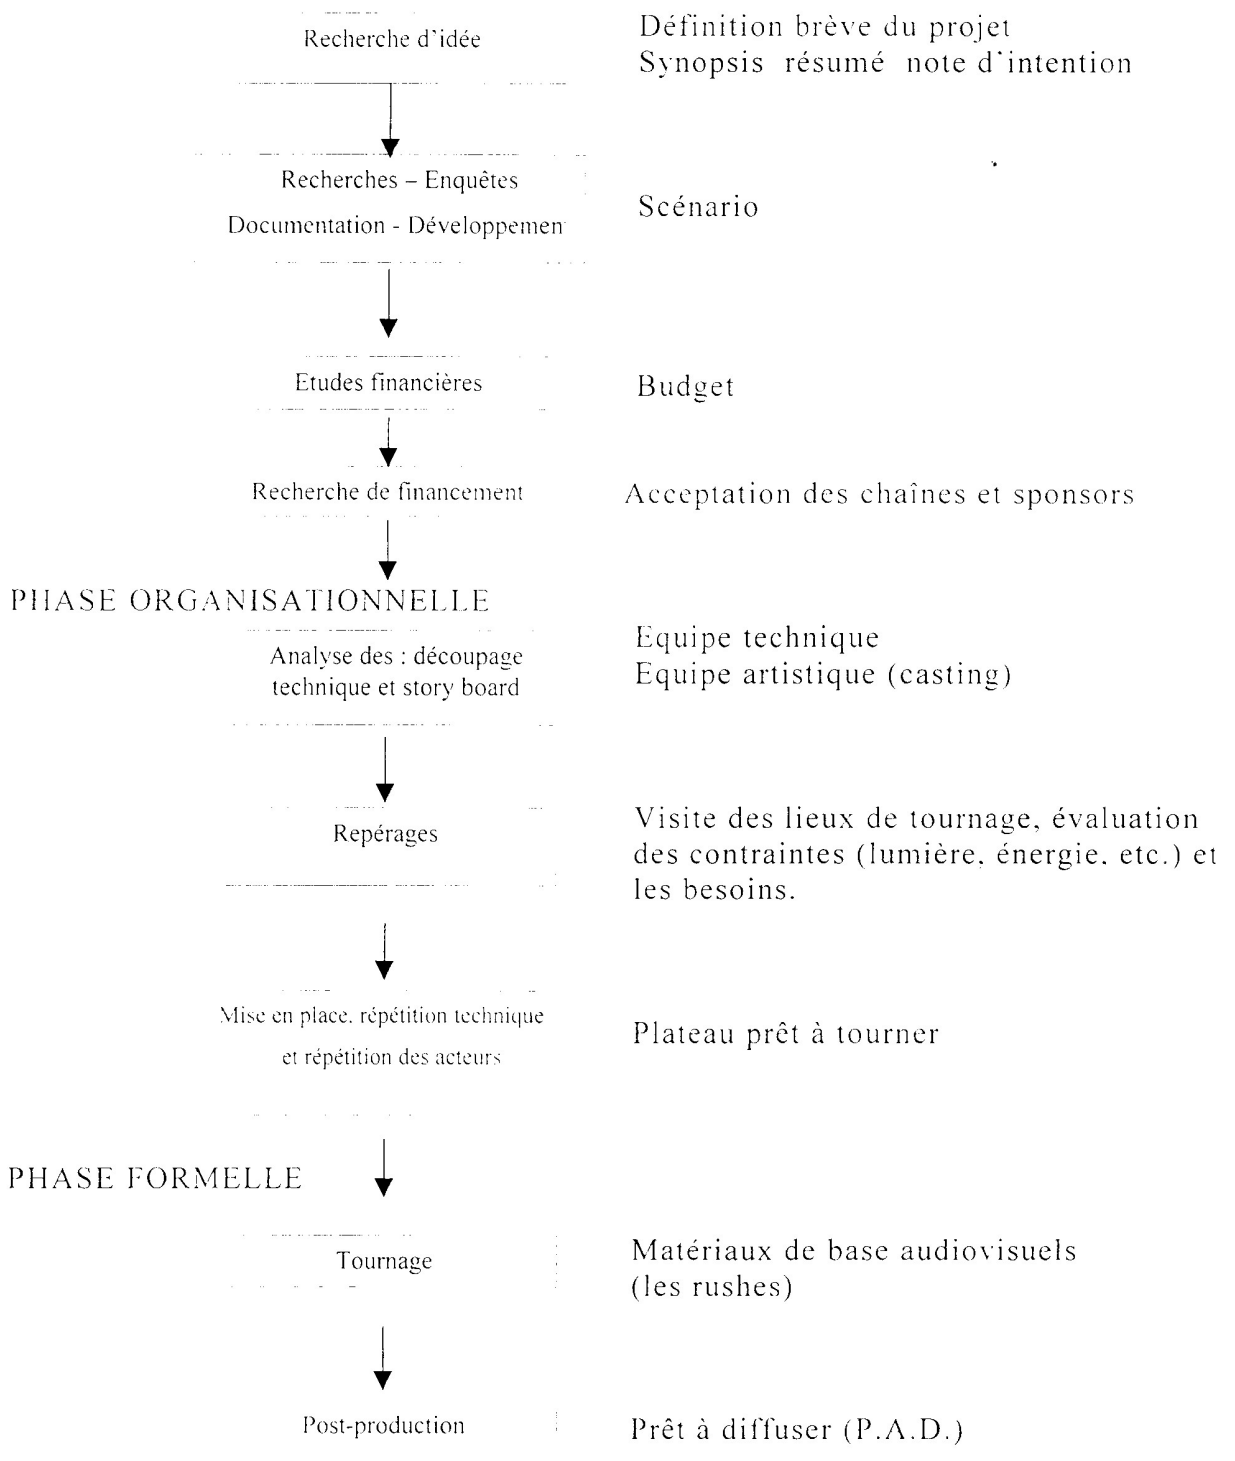 Recherche d'idée
Définition brève du projet
Synopsis résumé note d'intention
Recherches – Enquêtes
Documentation - Développemen
Scénario
Etudes financières
Budget
Recherche de financement
Acceptation des chaînes et sponsors
PHASE ORGANISATIONNELLE
Analyse des : découpage
technique et story board
Equipe technique
Equipe artistique (casting)
Repérages
Visite des lieux de tournage, évaluation
des contraintes (lumière, énergie, etc.) et
les besoins.
Mise en place, répétition technique
et répétition des acteurs
Plateau prêt à tourner
PHASE FORMELLE
Tournage
Matériaux de base audiovisuels
(les rushes)
Post-production
Prêt à diffuser (P.A.D.)